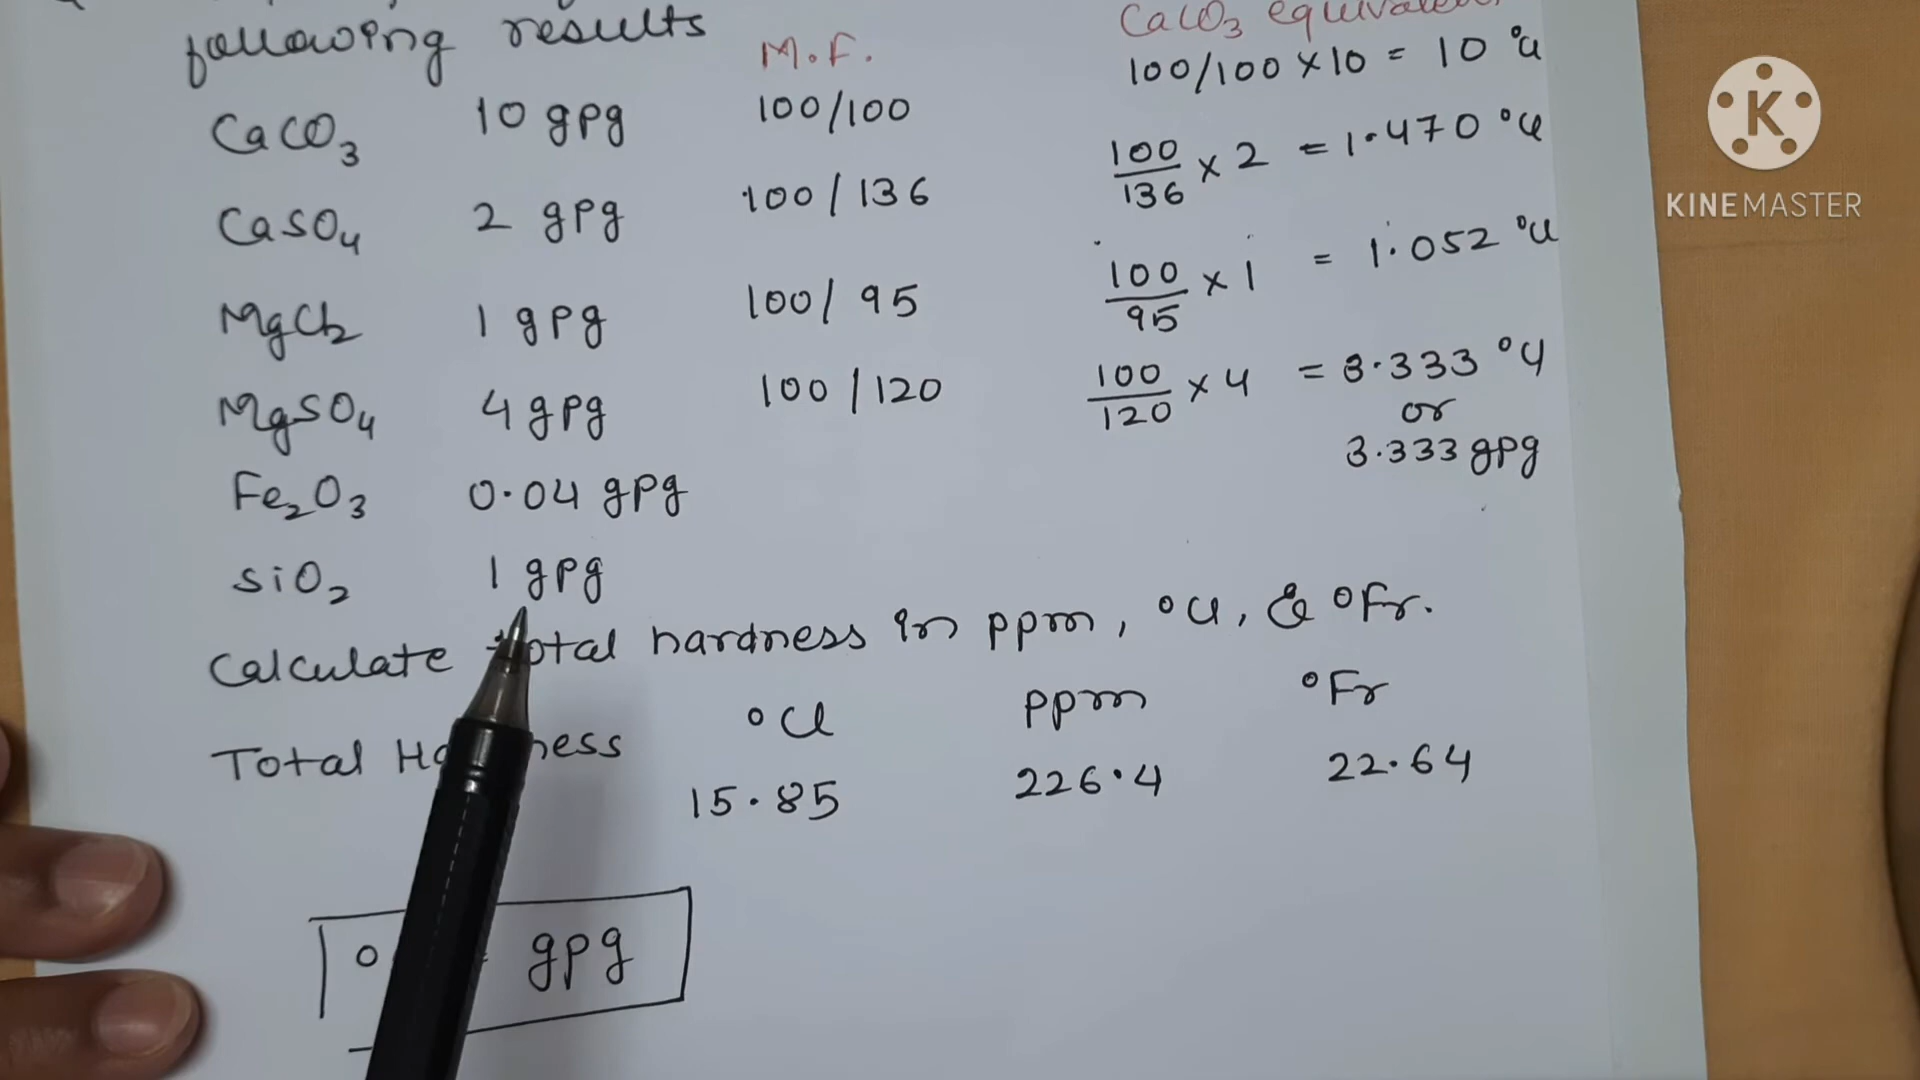 following results
M.F.
CaCO3 equivalent
CaCO3 10 gpg 100/100 100/100 × 10 = 10 °Cl
CaSO4 2 gpg 100/136 100/136 × 2 = 1.470 °Cl
MgCl2 1 gpg 100/95 100/95 × 1 = 1.052 °Cl
MgSO4 4 gpg 100/120 100/120 × 4 = 3.333 °Cl
or
3.333 gpg
Fe2O3 0.04 gpg
SiO2 1 gpg
Calculate total hardness in ppm, °Cl, & °Fr.
°Cl ppm °Fr
Total Hardness
15.85 226.4 22.64
° gpg
K
KINEMASTER